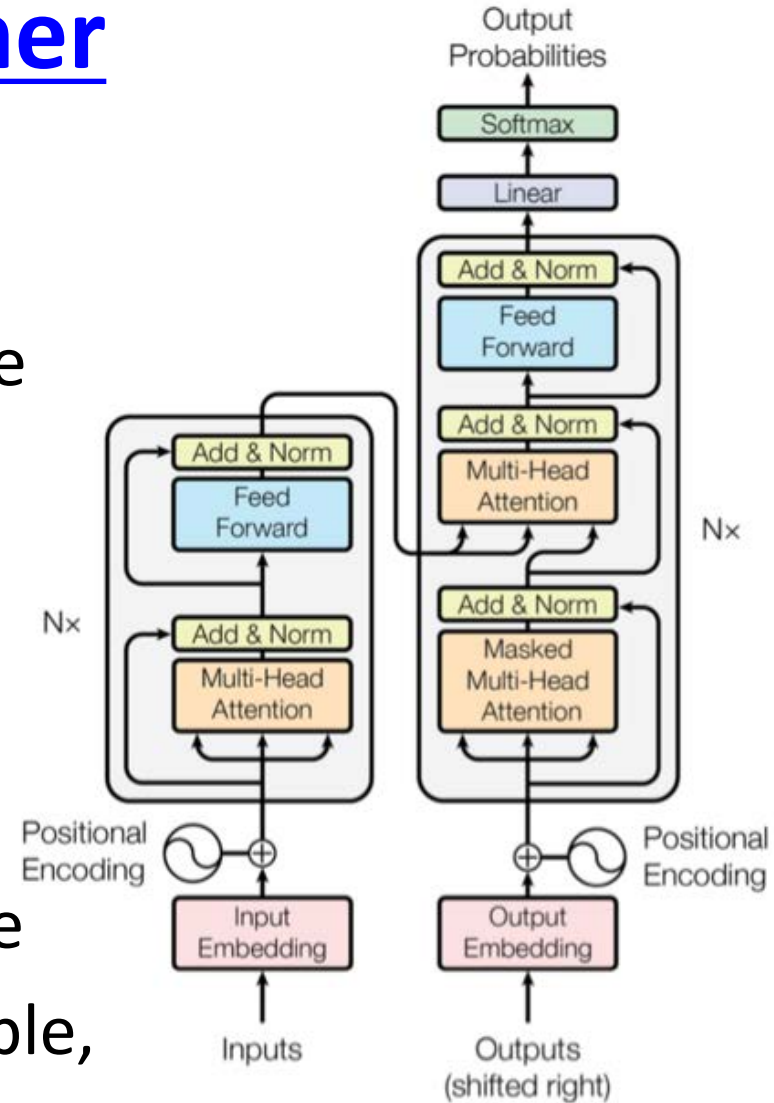 ner
e
e
ple,
Output
Probabilities
Softmax
Linear
Add & Norm
Feed
Forward
Add & Norm
Multi-Head
Attention
Nx
Add & Norm
Masked
Multi-Head
Attention
Positional
Encoding
Output
Embedding
Outputs
(shifted right)
Add & Norm
Feed
Forward
Nx
Add & Norm
Multi-Head
Attention
Positional
Encoding
Input
Embedding
Inputs